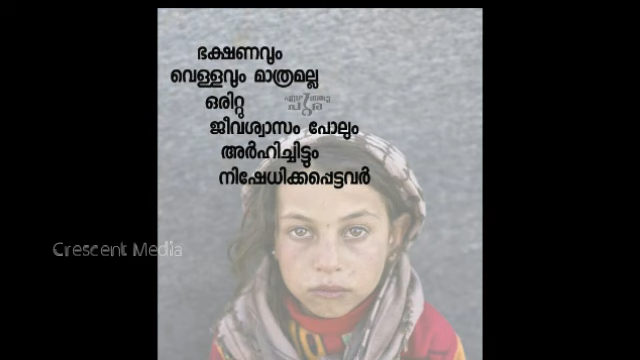 ഭക്ഷണവും
വെള്ളവും മാത്രമല്ല
ഒരിറ്റു
ജീവശ്വാസം പോലും
അർഹിച്ചിട്ടും
നിഷേധിക്കപ്പെട്ടവർ
Crescent Media